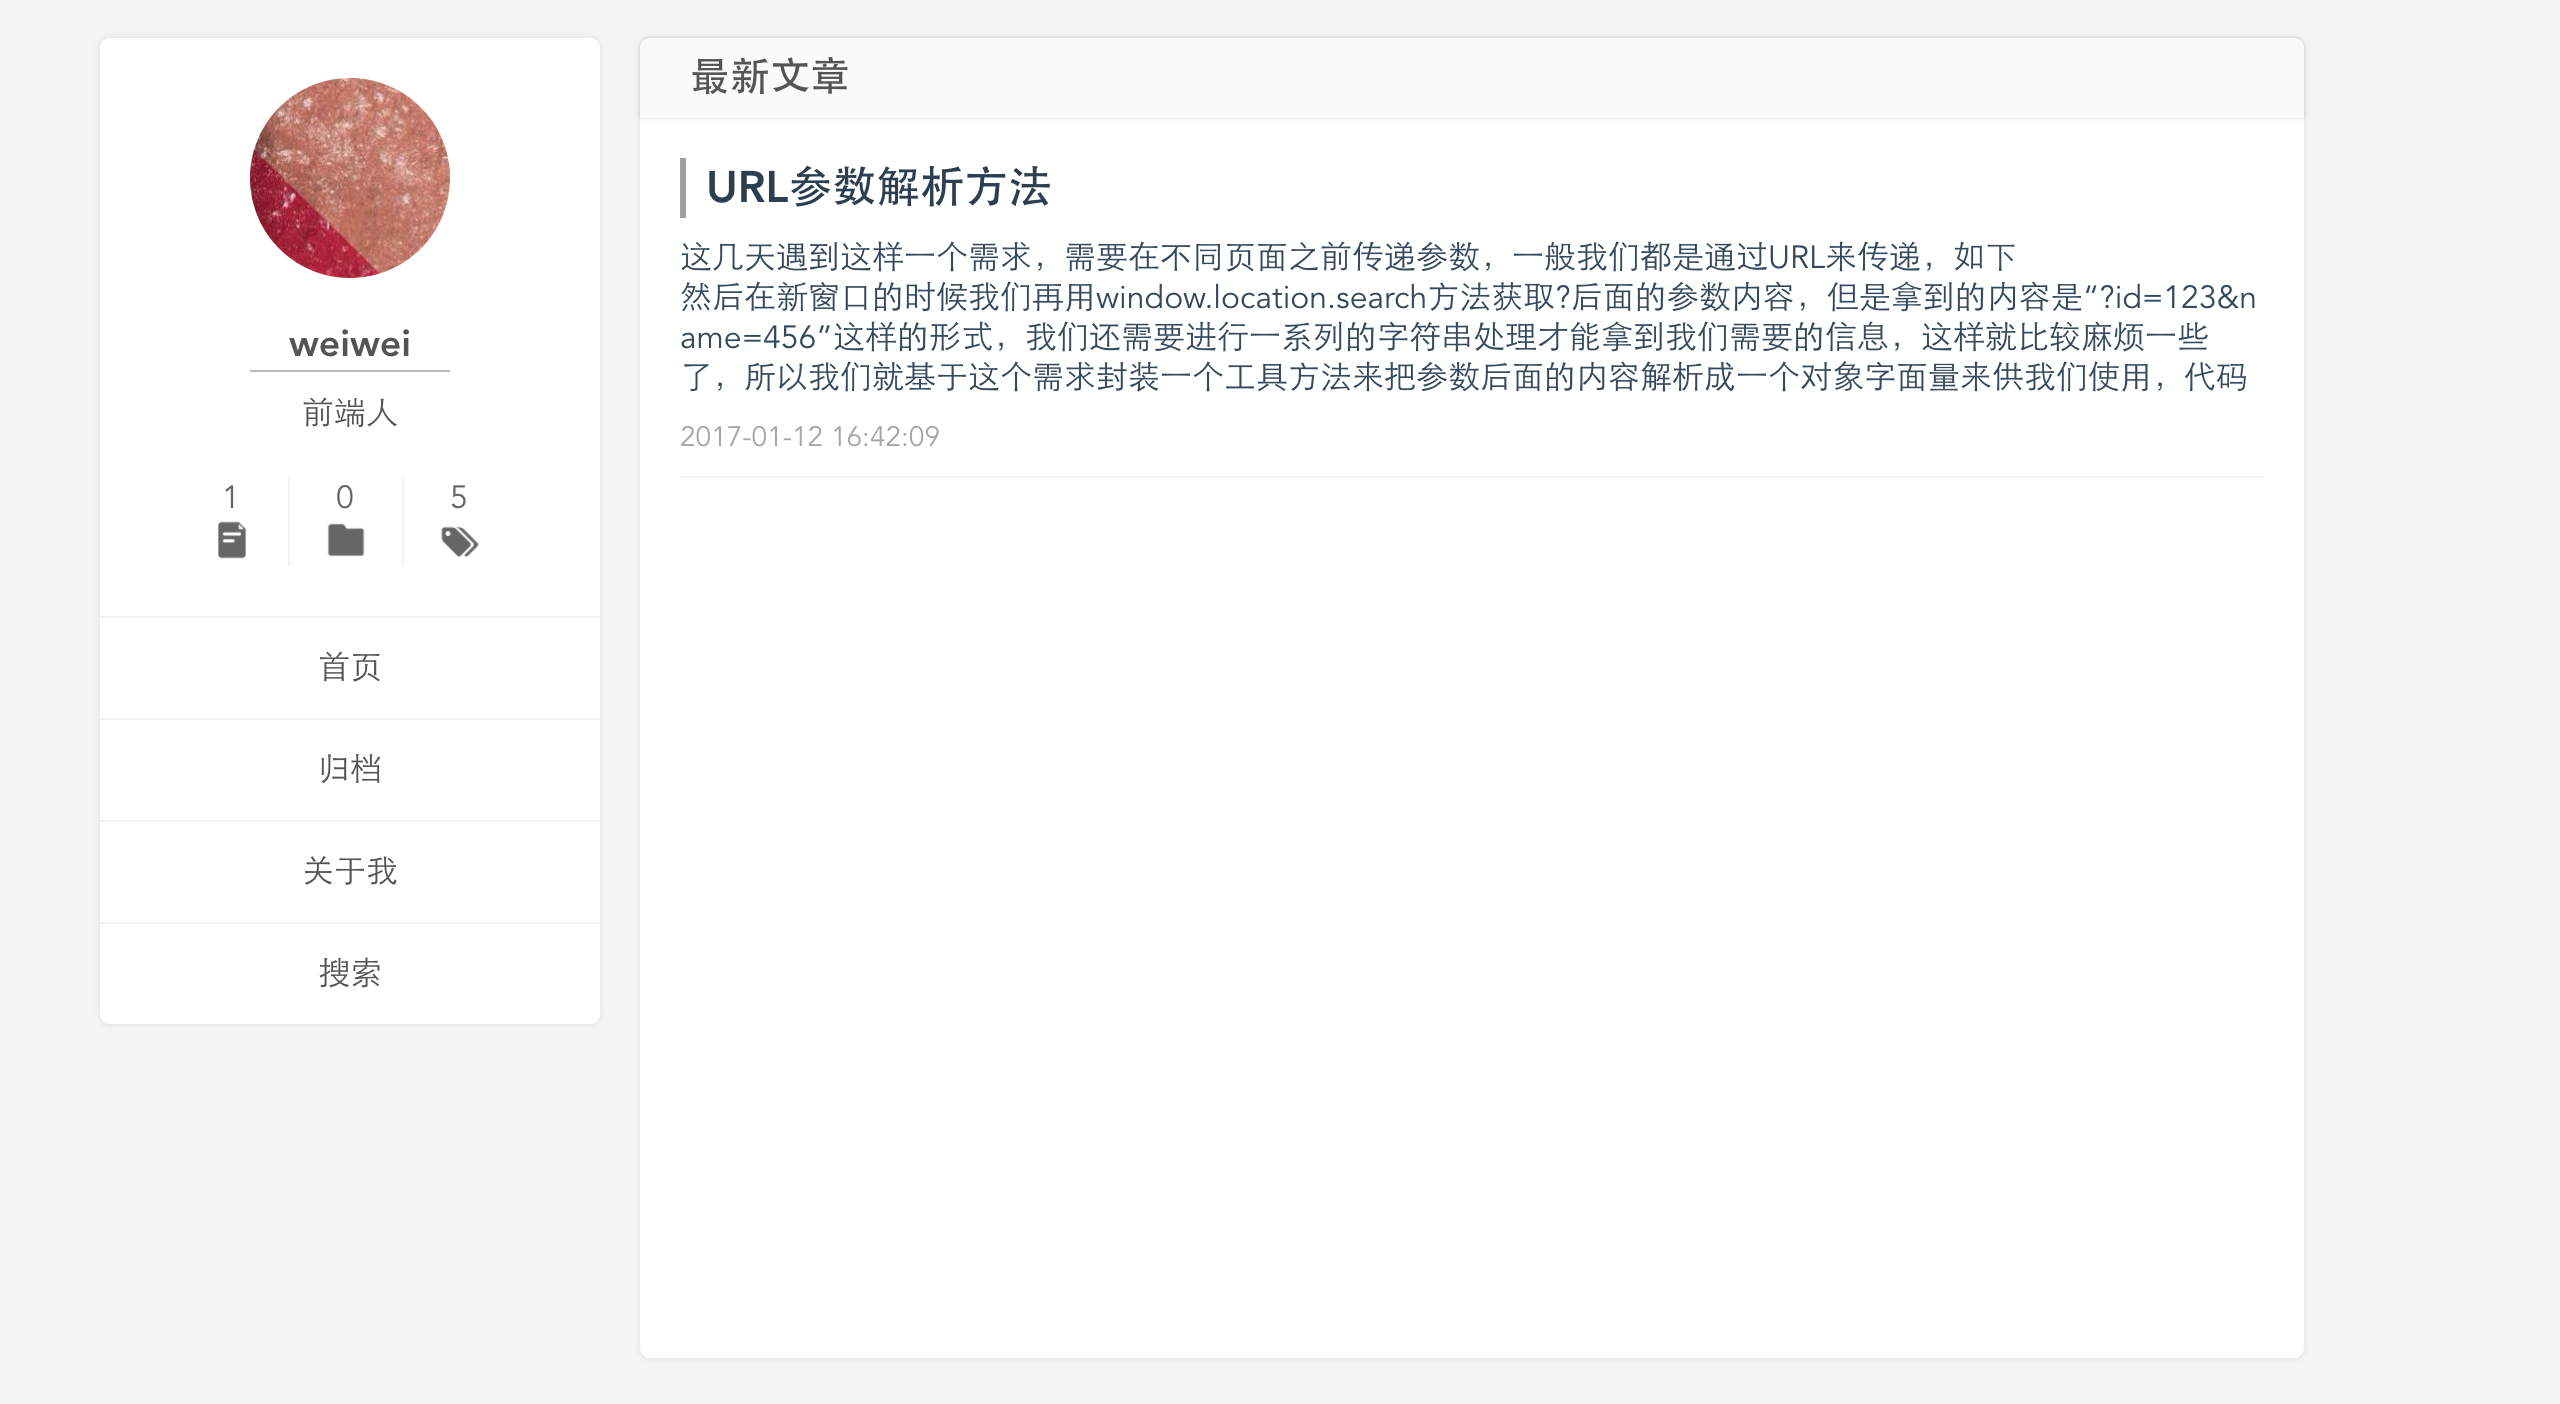 weiwei
前端人
1 0 5
首页
归档
关于我
搜索
最新文章
URL参数解析方法
这几天遇到这样一个需求，需要在不同页面之前传递参数，一般我们都是通过URL来传递，如下
然后在新窗口的时候我们再用window.location.search方法获取?后面的参数内容，但是拿到的内容是“?id=123&n
ame=456”这样的形式，我们还需要进行一系列的字符串处理才能拿到我们需要的信息，这样就比较麻烦一些
了，所以我们就基于这个需求封装一个工具方法来把参数后面的内容解析成一个对象字面量来供我们使用，代码
2017-01-12 16:42:09